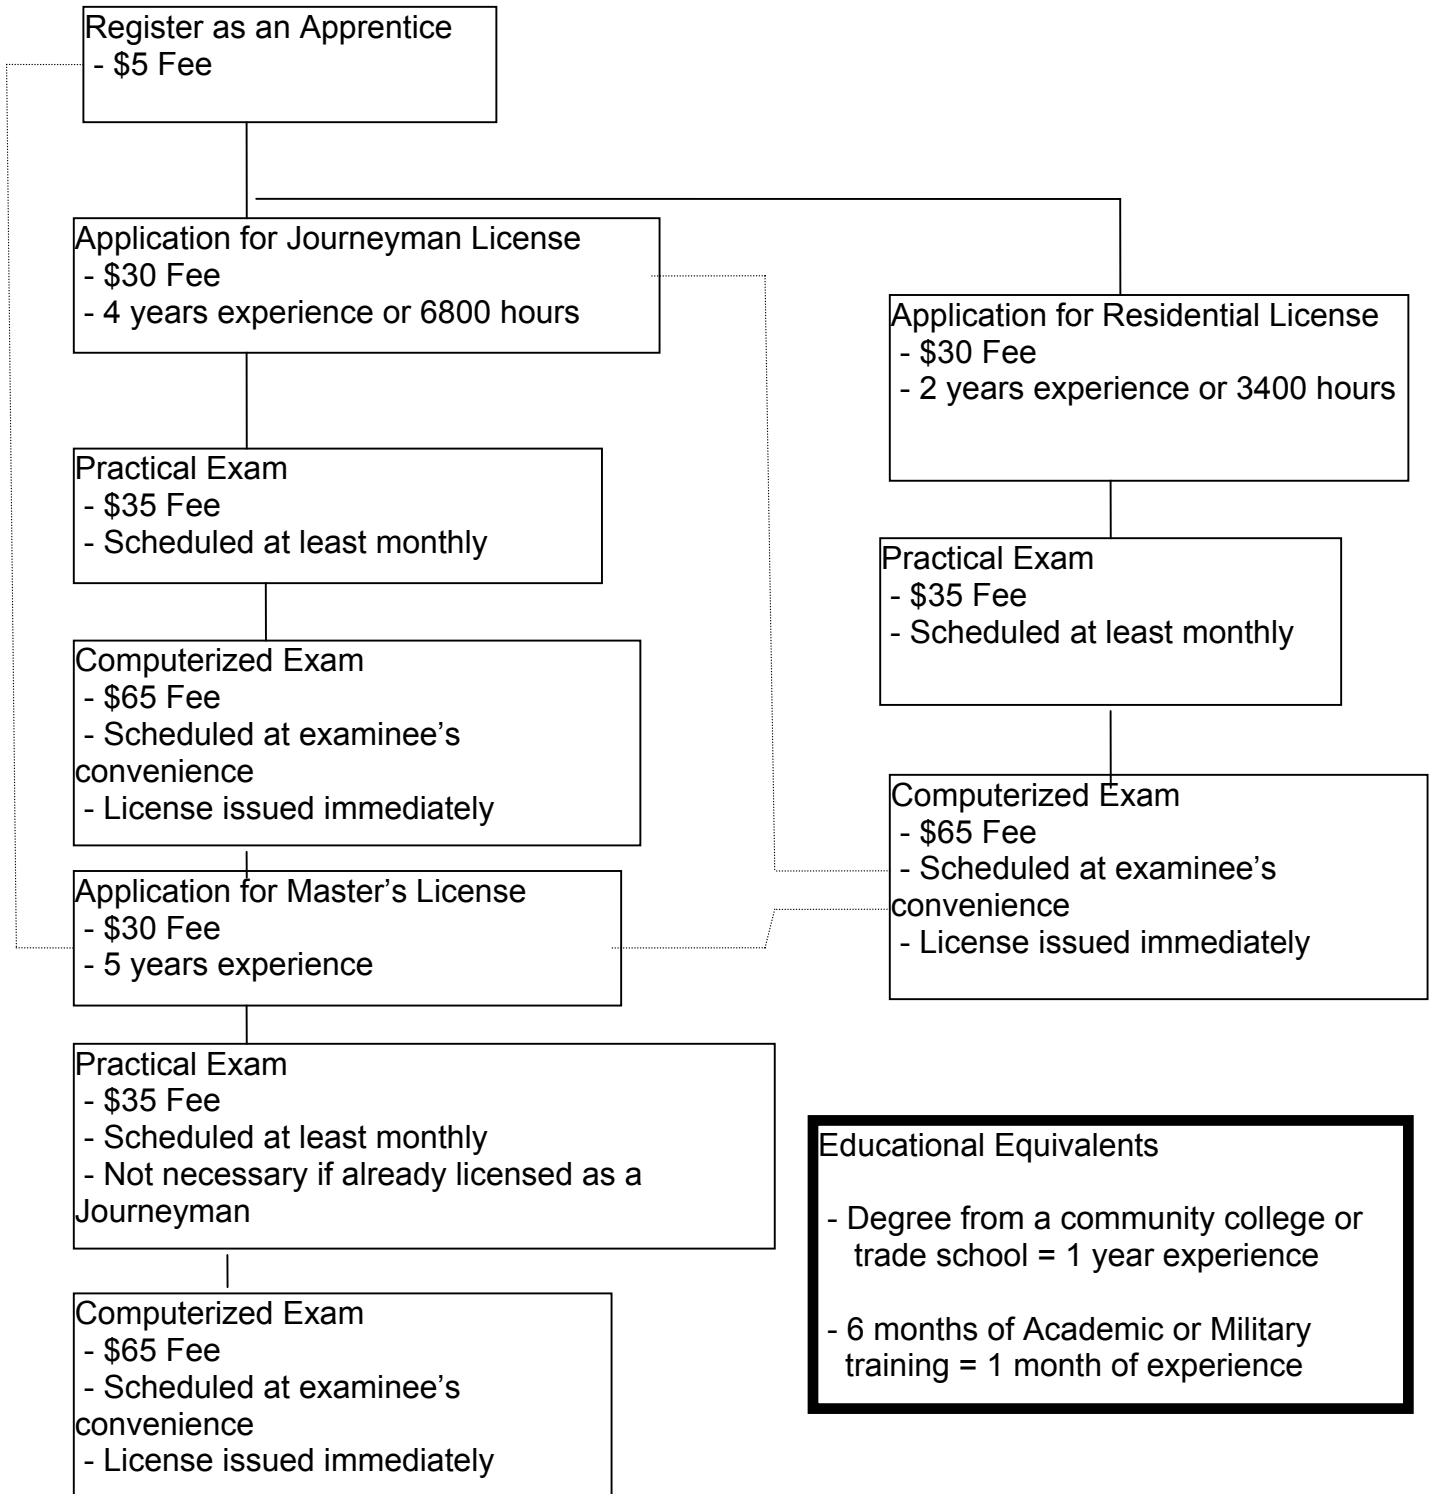 Register as an Apprentice
- $5 Fee
Application for Journeyman License
- $30 Fee
- 4 years experience or 6800 hours
Application for Residential License
- $30 Fee
- 2 years experience or 3400 hours
Practical Exam
- $35 Fee
- Scheduled at least monthly
Practical Exam
- $35 Fee
- Scheduled at least monthly
Computerized Exam
- $65 Fee
- Scheduled at examinee’s
convenience
- License issued immediately
Computerized Exam
- $65 Fee
- Scheduled at examinee’s
convenience
- License issued immediately
Application for Master’s License
- $30 Fee
- 5 years experience
Practical Exam
- $35 Fee
- Scheduled at least monthly
- Not necessary if already licensed as a
Journeyman
Educational Equivalents
- Degree from a community college or
trade school = 1 year experience
- 6 months of Academic or Military
training = 1 month of experience
Computerized Exam
- $65 Fee
- Scheduled at examinee’s
convenience
- License issued immediately